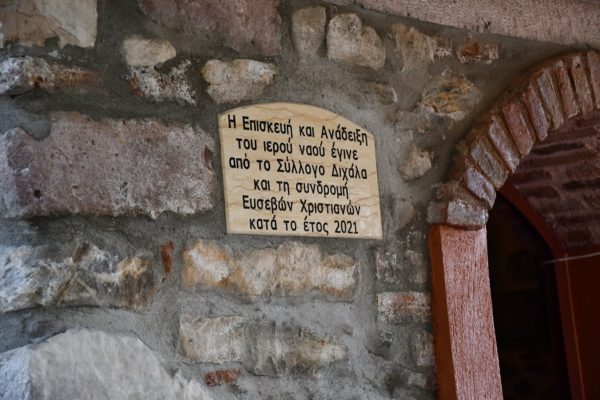 Η Επισκευή και Ανάδειξη
του ιερού ναού έγινε
από το Σύλλογο Διχάλα
και τη συνδρομή
Ευσεβών Χριστιανών
κατά το έτος 2021